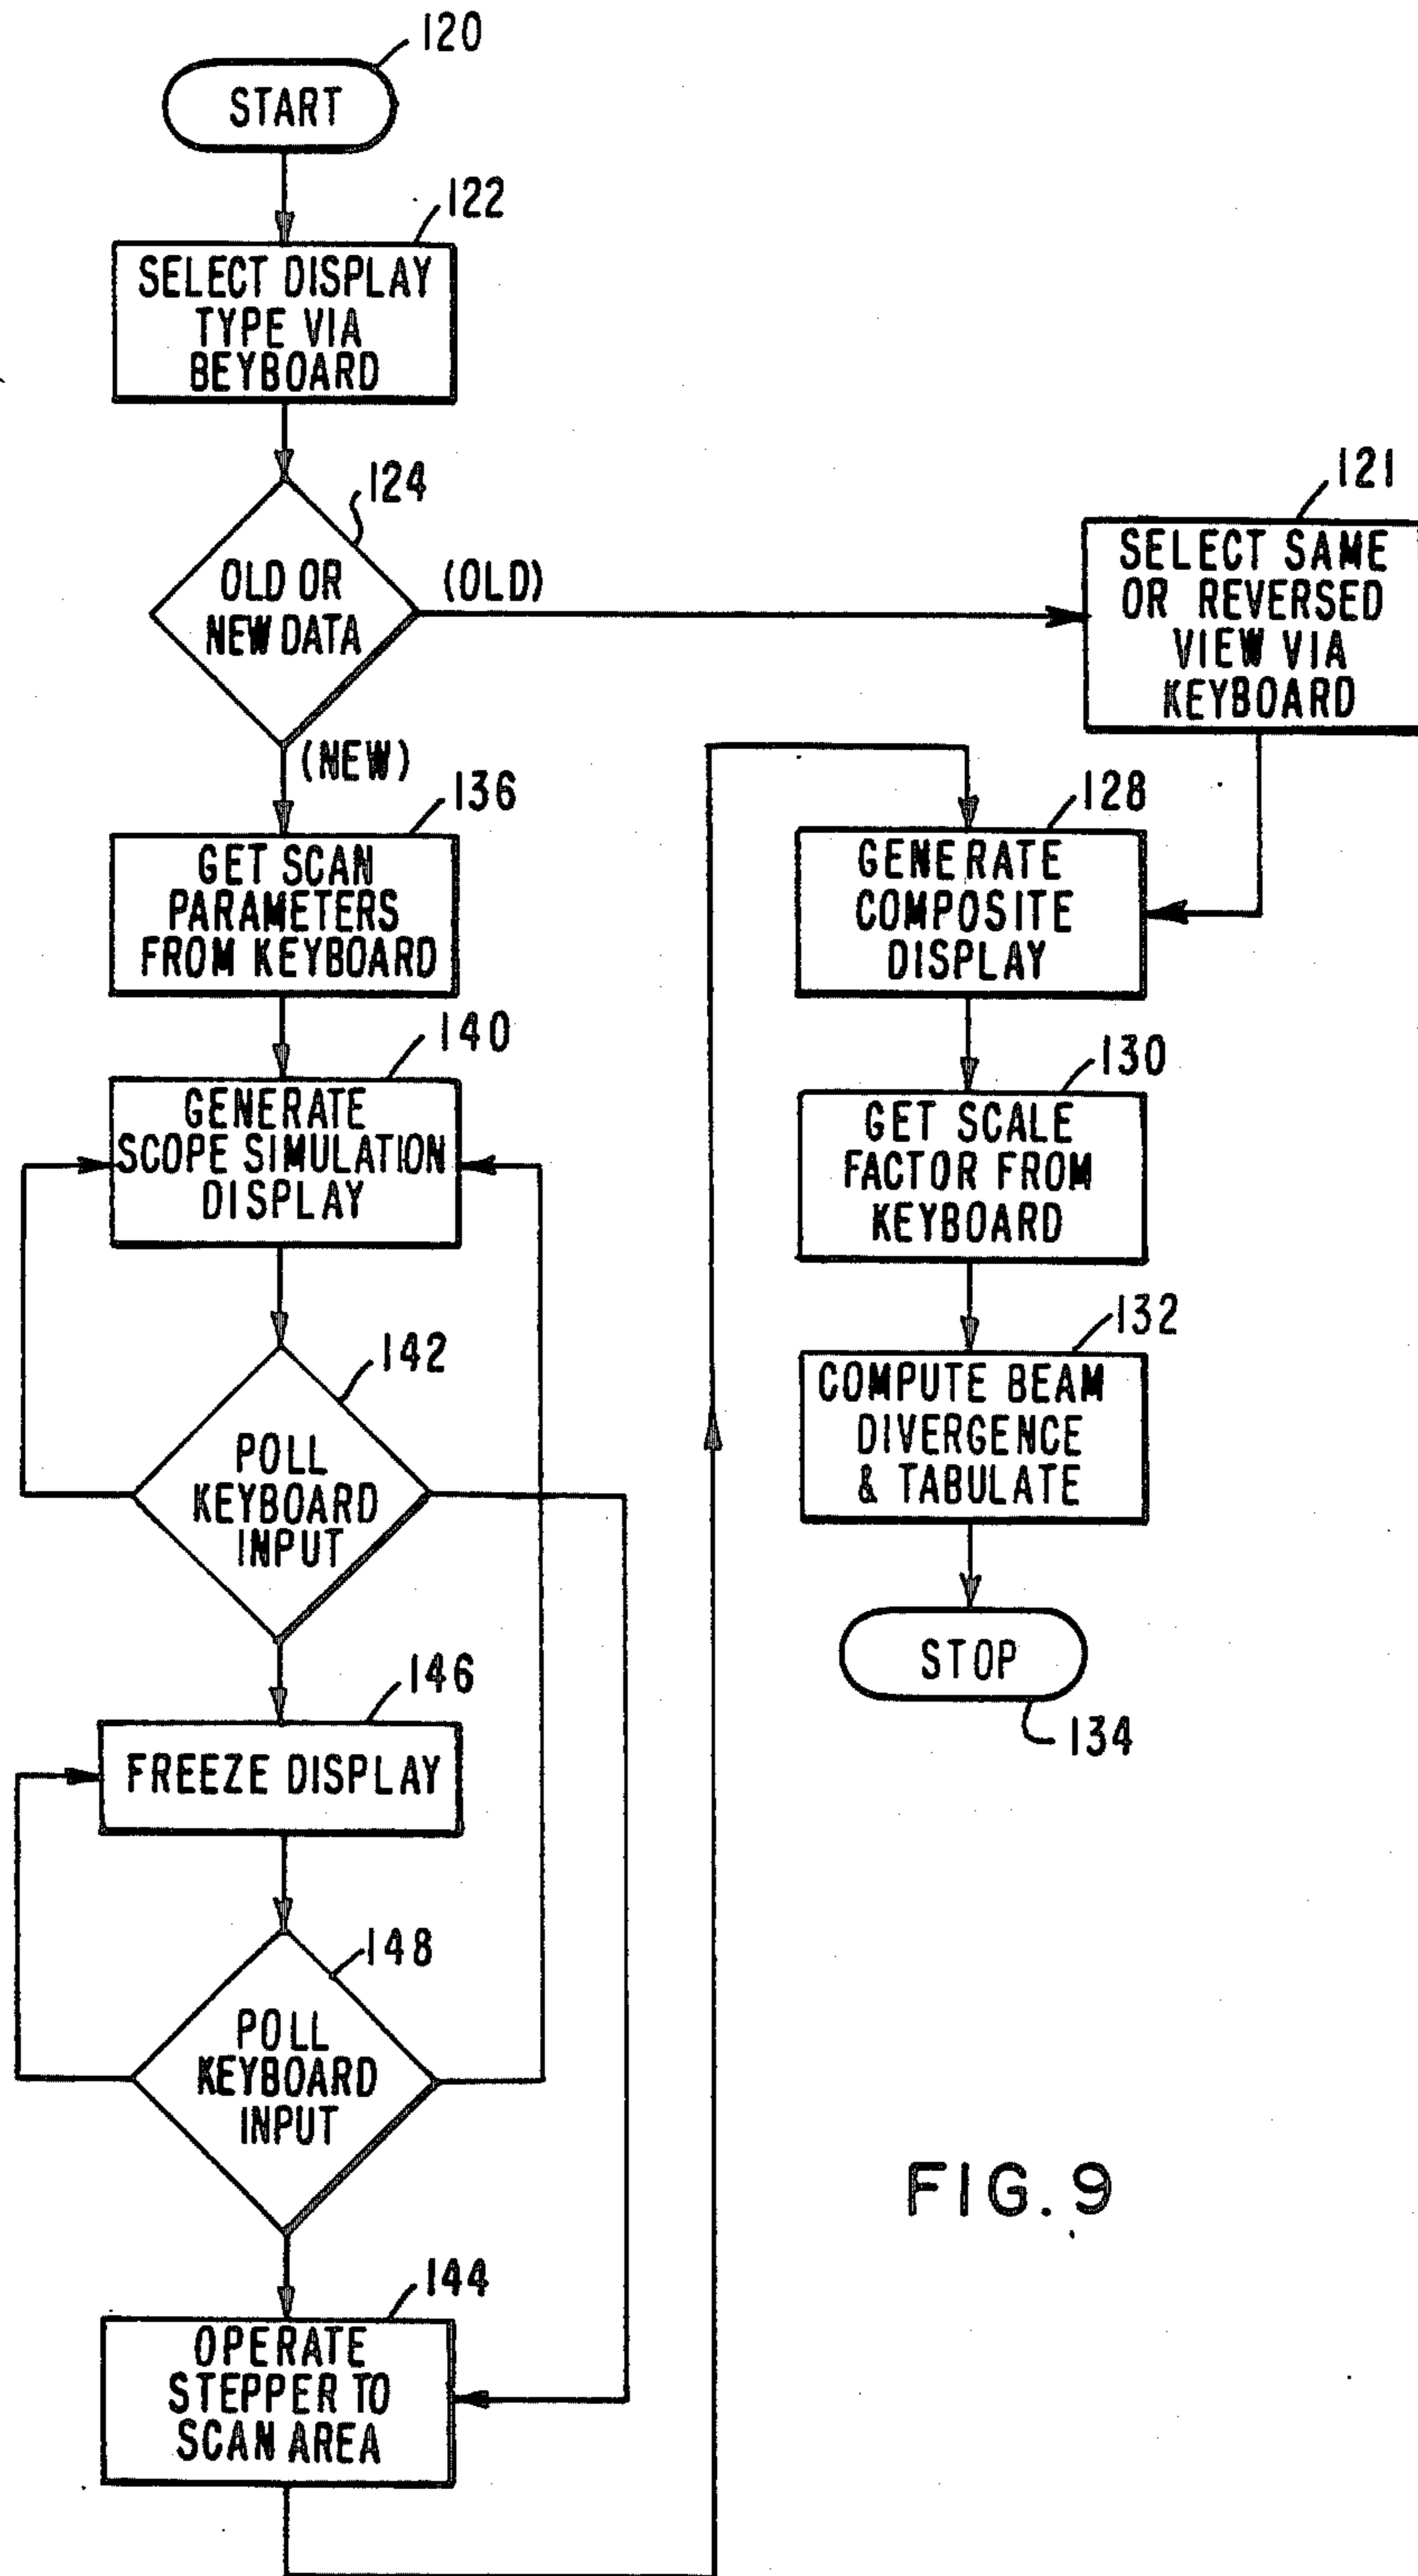 120
START
122
SELECT DISPLAY
TYPE VIA
BEYBOARD
124
OLD OR
NEW DATA
(OLD)
(NEW)
121
SELECT SAME
OR REVERSED
VIEW VIA
KEYBOARD
136
GET SCAN
PARAMETERS
FROM KEYBOARD
140
GENERATE
SCOPE SIMULATION
DISPLAY
142
POLL
KEYBOARD
INPUT
146
FREEZE DISPLAY
148
POLL
KEYBOARD
INPUT
144
OPERATE
STEPPER TO
SCAN AREA
128
GENERATE
COMPOSITE
DISPLAY
130
GET SCALE
FACTOR FROM
KEYBOARD
132
COMPUTE BEAM
DIVERGENCE
& TABULATE
STOP
134
FIG. 9